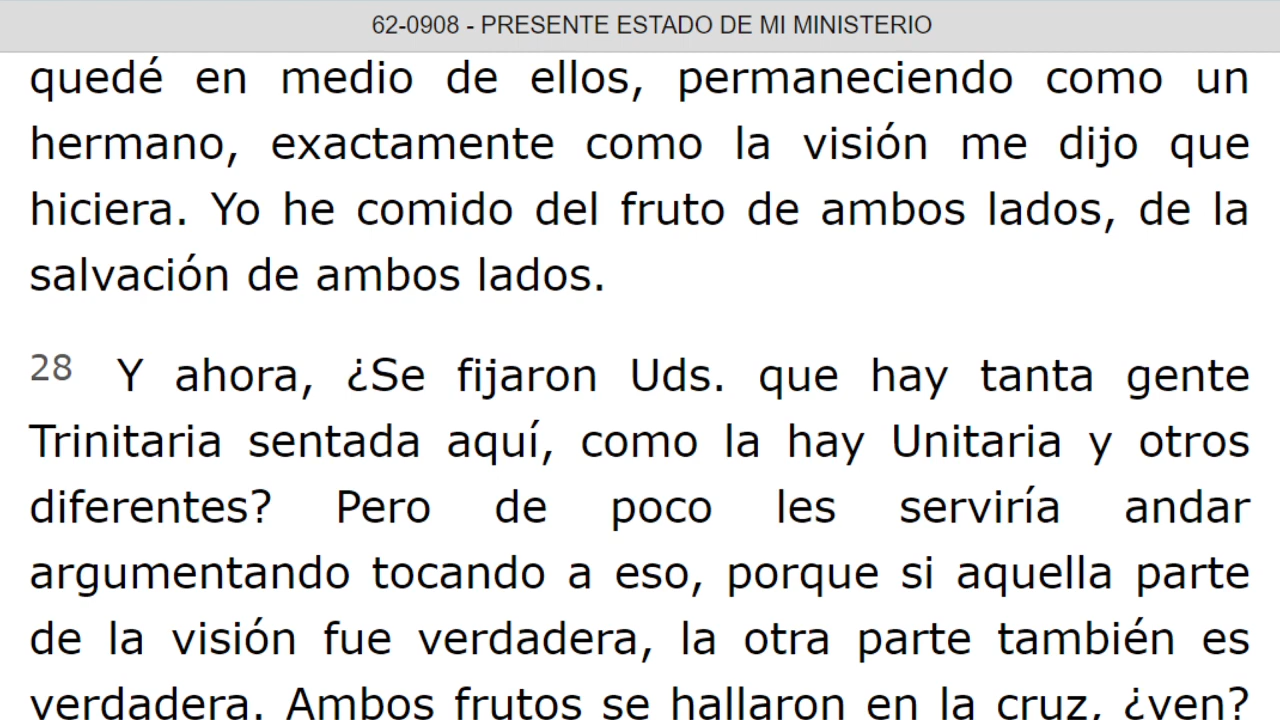 62-0908 - PRESENTE ESTADO DE MI MINISTERIO
quedé en medio de ellos, permaneciendo como un
hermano, exactamente como la visión me dijo que
hiciera. Yo he comido del fruto de ambos lados, de la
salvación de ambos lados.
28 Y ahora, ¿Se fijaron Uds. que hay tanta gente
Trinitaria sentada aquí, como la hay Unitaria y otros
diferentes? Pero de poco les serviría andar
argumentando tocando a eso, porque si aquella parte
de la visión fue verdadera, la otra parte también es
verdadera. Ambos frutos se hallaron en la cruz, ¿ven?